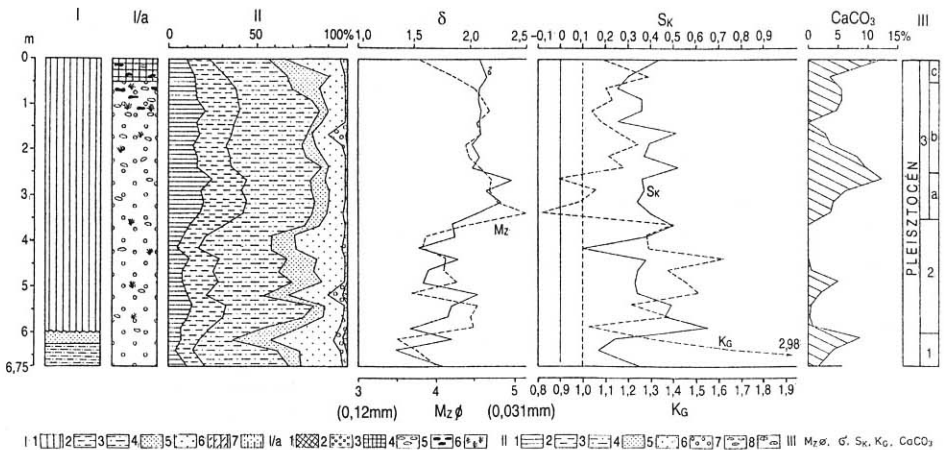 I I/a II δ S_K CaCO₃ III
m 0 50 100% 1,0 1,5 2,0 2,5 -0,1 0 0,1 0,2 0,3 0,4 0,5 0,6 0,7 0,8 0 5 10 15%
0
1
2
3
4
5
6
6,75
δ
S_K
M_Z
K_G
2,98
PLEISZTOCÉN
c
3 b
a
2
1
3 4 5 0,8 0,9 1,0 1,1 1,2 1,3 1,4 1,5 1,6 1,7 1,8 1,9
(0,12mm) M_Z ϕ (0,031mm) K_G
I 1 2 3 4 5 6 7 I/a 1 2 3 4 5 6 II 1 2 3 4 5 6 7 8 III M_Z ϕ, σ, S_K, K_G, CaCO₃